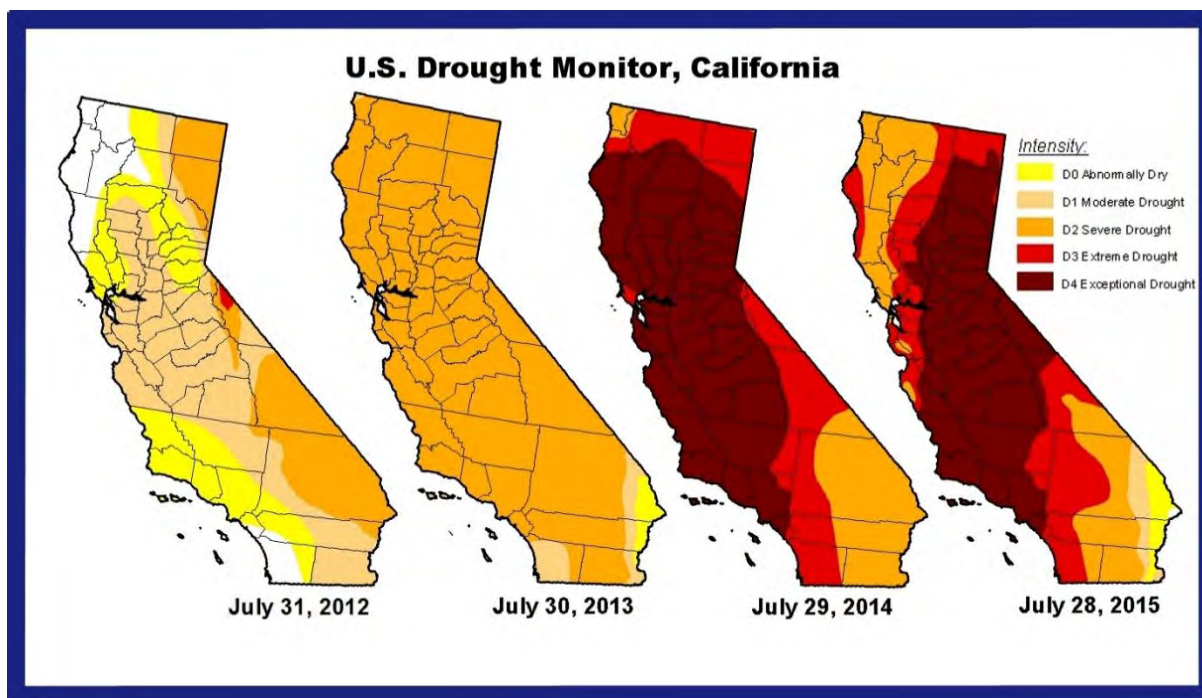 U.S. Drought Monitor, California
Intensity:
D0 Abnormally Dry
D1 Moderate Drought
D2 Severe Drought
D3 Extreme Drought
D4 Exceptional Drought
July 31, 2012
July 30, 2013
July 29, 2014
July 28, 2015